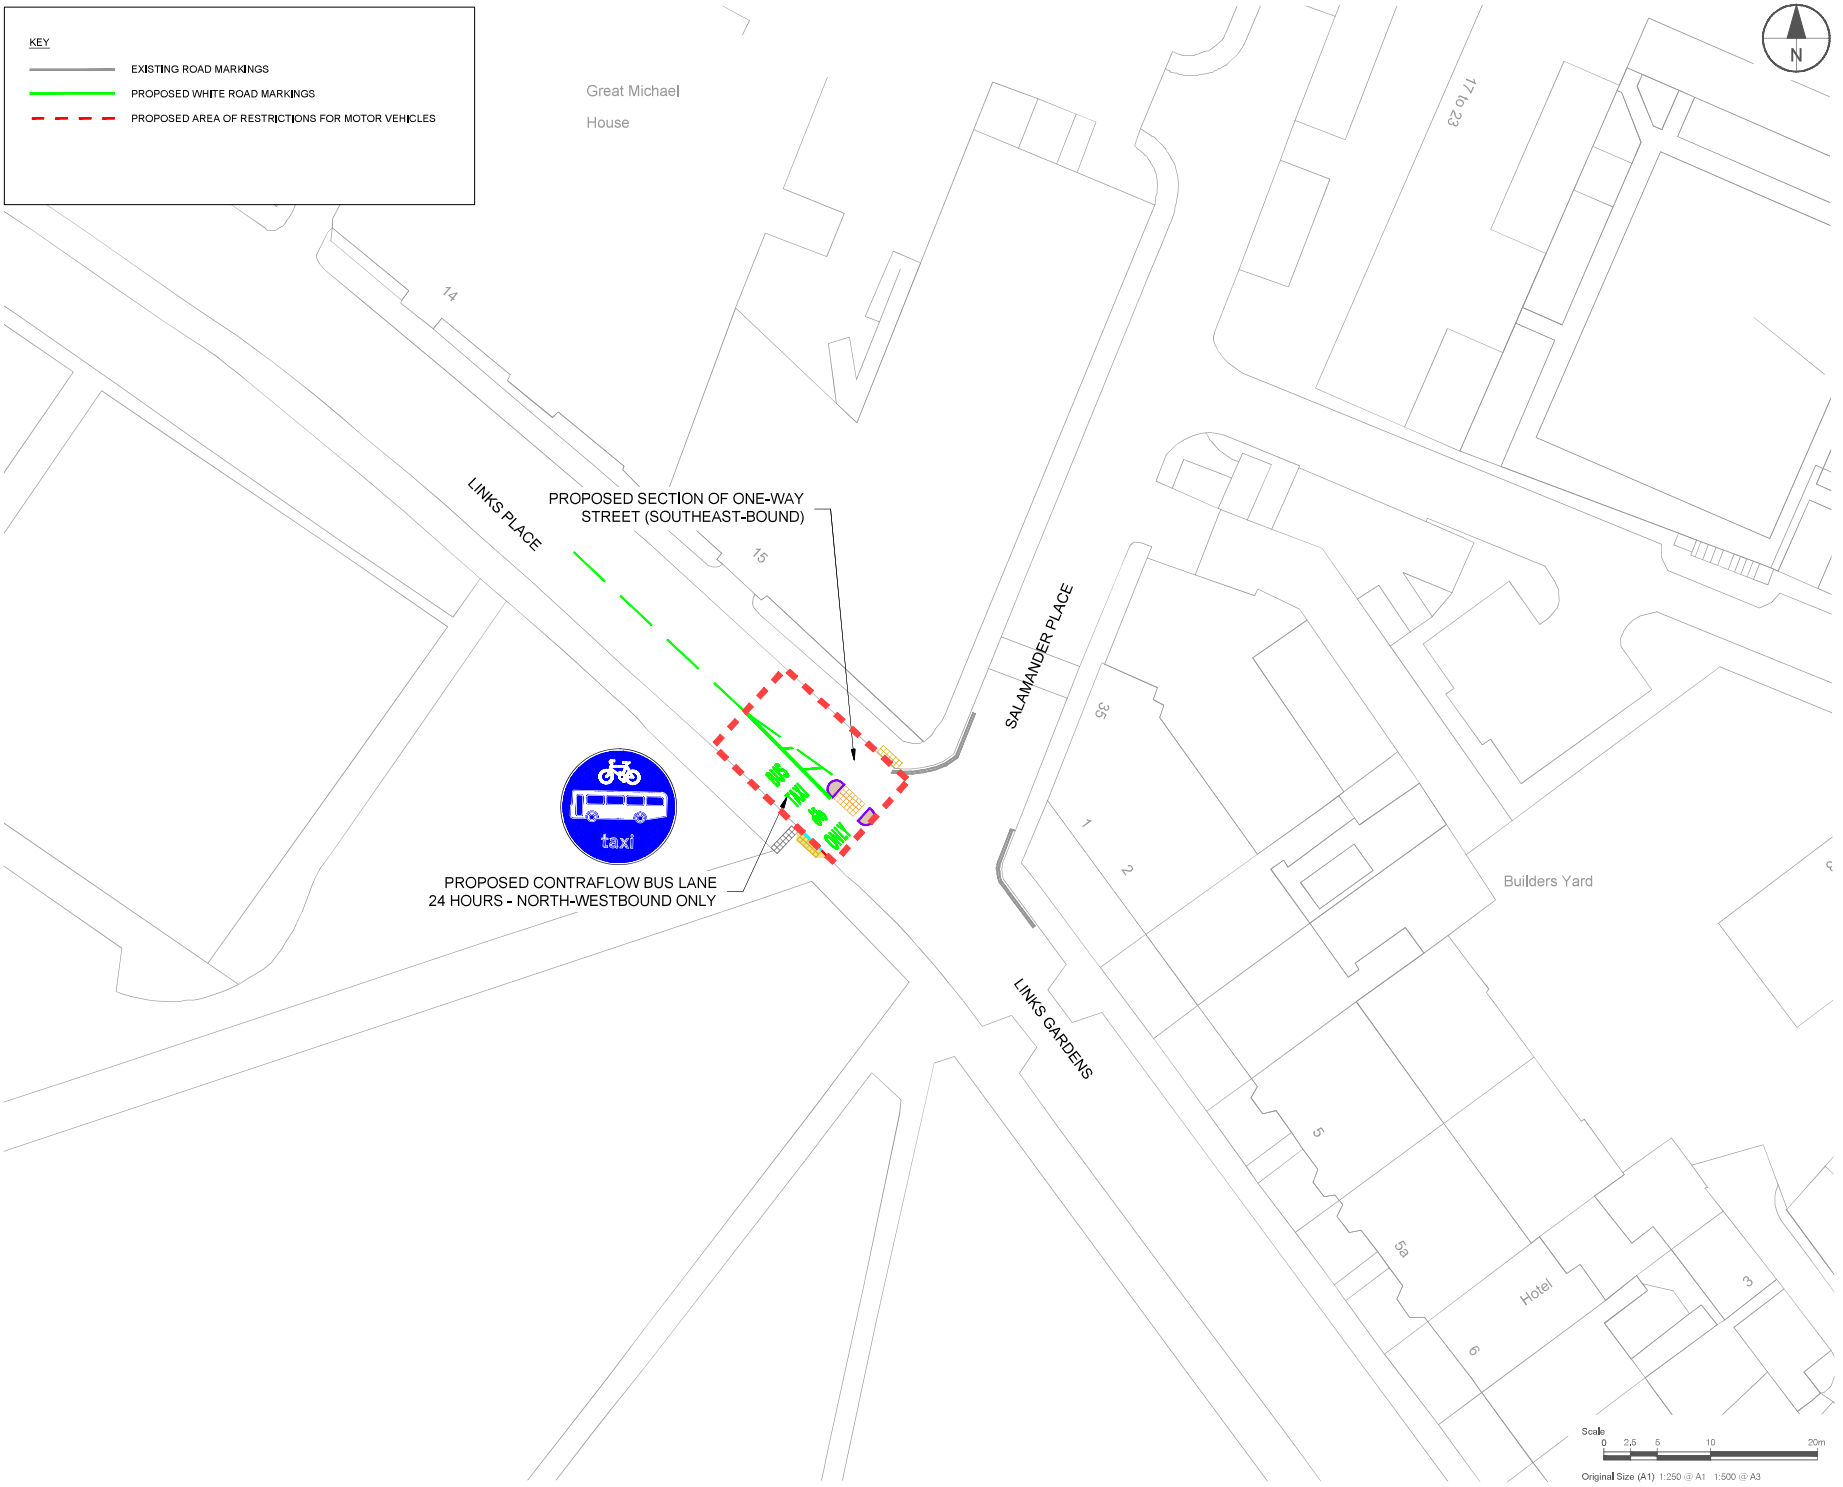 KEY
EXISTING ROAD MARKINGS
PROPOSED WHITE ROAD MARKINGS
PROPOSED AREA OF RESTRICTIONS FOR MOTOR VEHICLES
Great Michael
House
17 to 23
N
14
LINKS PLACE
PROPOSED SECTION OF ONE-WAY
STREET (SOUTHEAST-BOUND)
15
SALAMANDER PLACE
35
BUS
TAXI
ONLY
taxi
PROPOSED CONTRAFLOW BUS LANE
24 HOURS - NORTH-WESTBOUND ONLY
1
2
Builders Yard
LINKS GARDENS
5
5a
Hotel
3
6
Scale
0 2.5 5 10 20m
Original Size (A1) 1:250 @ A1 1:500 @ A3